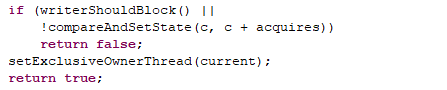 if (writerShouldBlock() ||
    !compareAndSetState(c, c + acquires))
    return false;
setExclusiveOwnerThread(current);
return true;